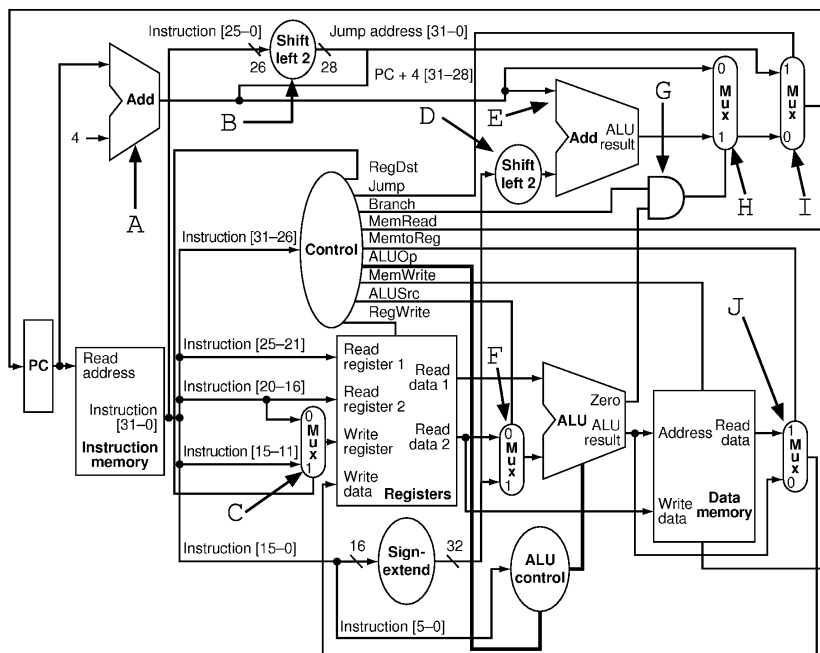 Instruction [25–0]
Jump address [31–0]
Shift
left 2
26
28
PC + 4 [31–28]
Add
4
A
B
D
E
G
Add
ALU
result
Shift
left 2
0
M
u
x
1
1
M
u
x
0
H
I
RegDst
Jump
Branch
MemRead
MemtoReg
ALUOp
MemWrite
ALUSrc
RegWrite
Control
Instruction [31–26]
PC
Read
address
Instruction
[31–0]
Instruction
memory
Instruction [25–21]
Instruction [20–16]
Instruction [15–11]
0
M
u
x
1
C
Read
register 1
Read
register 2
Write
register
Write
data
Read
data 1
Read
data 2
Registers
F
0
M
u
x
1
Zero
ALU
ALU
result
Address
Read
data
Write
data
Data
memory
J
1
M
u
x
0
Instruction [15–0]
16
Sign-
extend
32
ALU
control
Instruction [5–0]